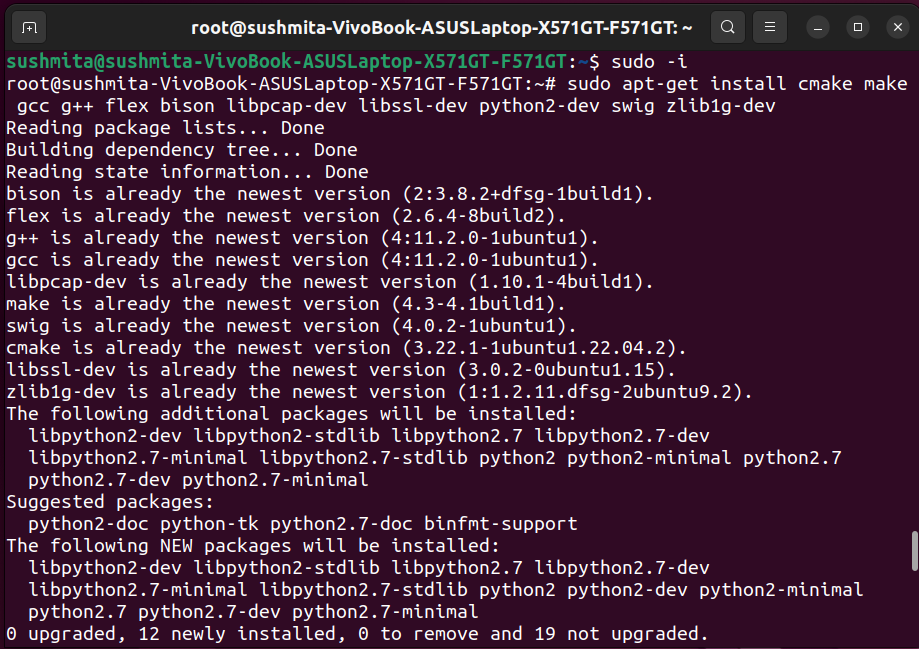 root@sushmita-VivoBook-ASUSLaptop-X571GT-F571GT: ~
sushmita@sushmita-VivoBook-ASUSLaptop-X571GT-F571GT:~$ sudo -i
root@sushmita-VivoBook-ASUSLaptop-X571GT-F571GT:~# sudo apt-get install cmake make
 gcc g++ flex bison libpcap-dev libssl-dev python2-dev swig zlib1g-dev
Reading package lists... Done
Building dependency tree... Done
Reading state information... Done
bison is already the newest version (2:3.8.2+dfsg-1build1).
flex is already the newest version (2.6.4-8build2).
g++ is already the newest version (4:11.2.0-1ubuntu1).
gcc is already the newest version (4:11.2.0-1ubuntu1).
libpcap-dev is already the newest version (1.10.1-4build1).
make is already the newest version (4.3-4.1build1).
swig is already the newest version (4.0.2-1ubuntu1).
cmake is already the newest version (3.22.1-1ubuntu1.22.04.2).
libssl-dev is already the newest version (3.0.2-0ubuntu1.15).
zlib1g-dev is already the newest version (1:1.2.11.dfsg-2ubuntu9.2).
The following additional packages will be installed:
  libpython2-dev libpython2-stdlib libpython2.7 libpython2.7-dev
  libpython2.7-minimal libpython2.7-stdlib python2 python2-minimal python2.7
  python2.7-dev python2.7-minimal
Suggested packages:
  python2-doc python-tk python2.7-doc binfmt-support
The following NEW packages will be installed:
  libpython2-dev libpython2-stdlib libpython2.7 libpython2.7-dev
  libpython2.7-minimal libpython2.7-stdlib python2 python2-dev python2-minimal
  python2.7 python2.7-dev python2.7-minimal
0 upgraded, 12 newly installed, 0 to remove and 19 not upgraded.